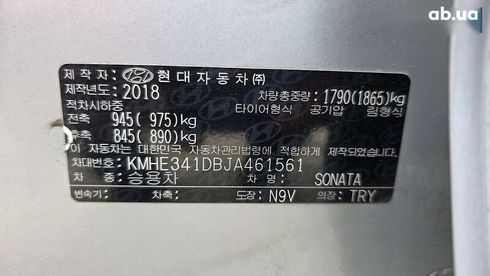 av.ua
제 작 자 : 현 대 자 동 차 ㈜
제작년도: 2018 차량총중량: 1790(1865)kg
적차시하중 타이어형식 공기압 림형식
전축 945( 975)kg
후축 845( 890)kg
이 자동차는 대한민국 자동차관리법령에 적합하게 제작되었습니다.
차대번호: KMHE341DBJA461561
차종: 승용차 SONATA
변속기: 차축: 도장: N9V 의장: TRY